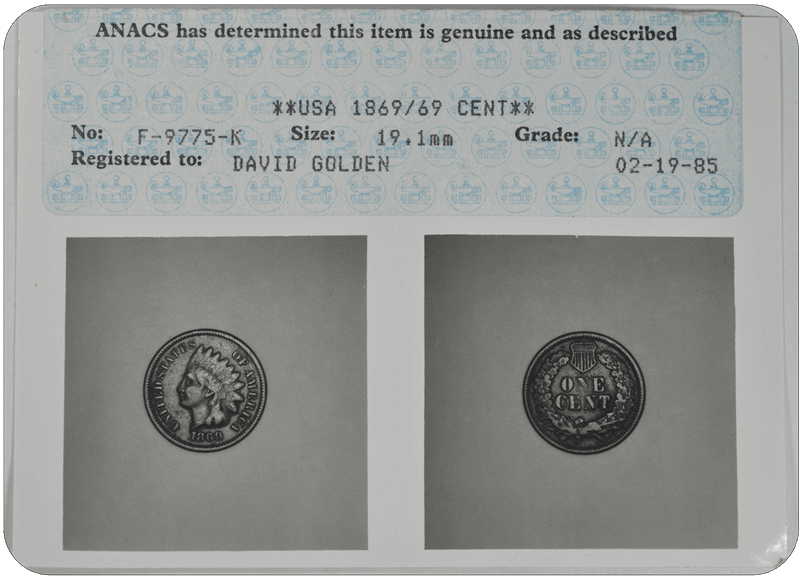 ANACS has determined this item is genuine and as described
**USA 1869/69 CENT**
No: F-9775-K Size: 19.1mm Grade: N/A
Registered to: DAVID GOLDEN 02-19-85
UNITED STATES OF AMERICA
1869
ONE
CENT